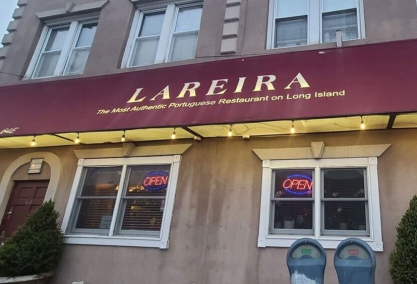 LAREIRA
The Most Authentic Portuguese Restaurant on Long Island
OPEN
OPEN